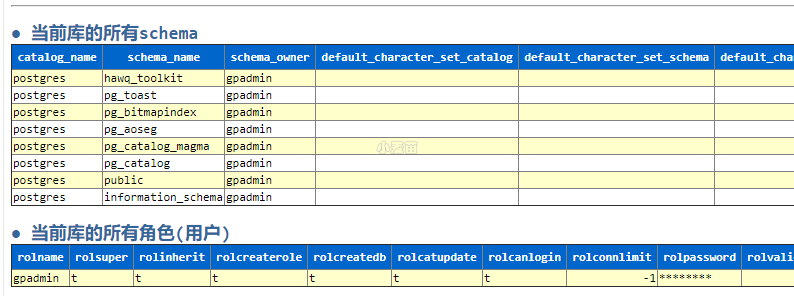 ● 当前库的所有schema
catalog_name schema_name schema_owner default_character_set_catalog default_character_set_schema default_cha
postgres hawq_toolkit gpadmin
postgres pg_toast gpadmin
postgres pg_bitmapindex gpadmin
postgres pg_aoseg gpadmin
postgres pg_catalog_magma gpadmin
postgres pg_catalog gpadmin
postgres public gpadmin
postgres information_schema gpadmin
● 当前库的所有角色(用户)
rolname rolsuper rolinherit rolcreaterole rolcreatedb rolcatupdate rolcanlogin rolconnlimit rolpassword rolvali
gpadmin t t t t t t -1 ********